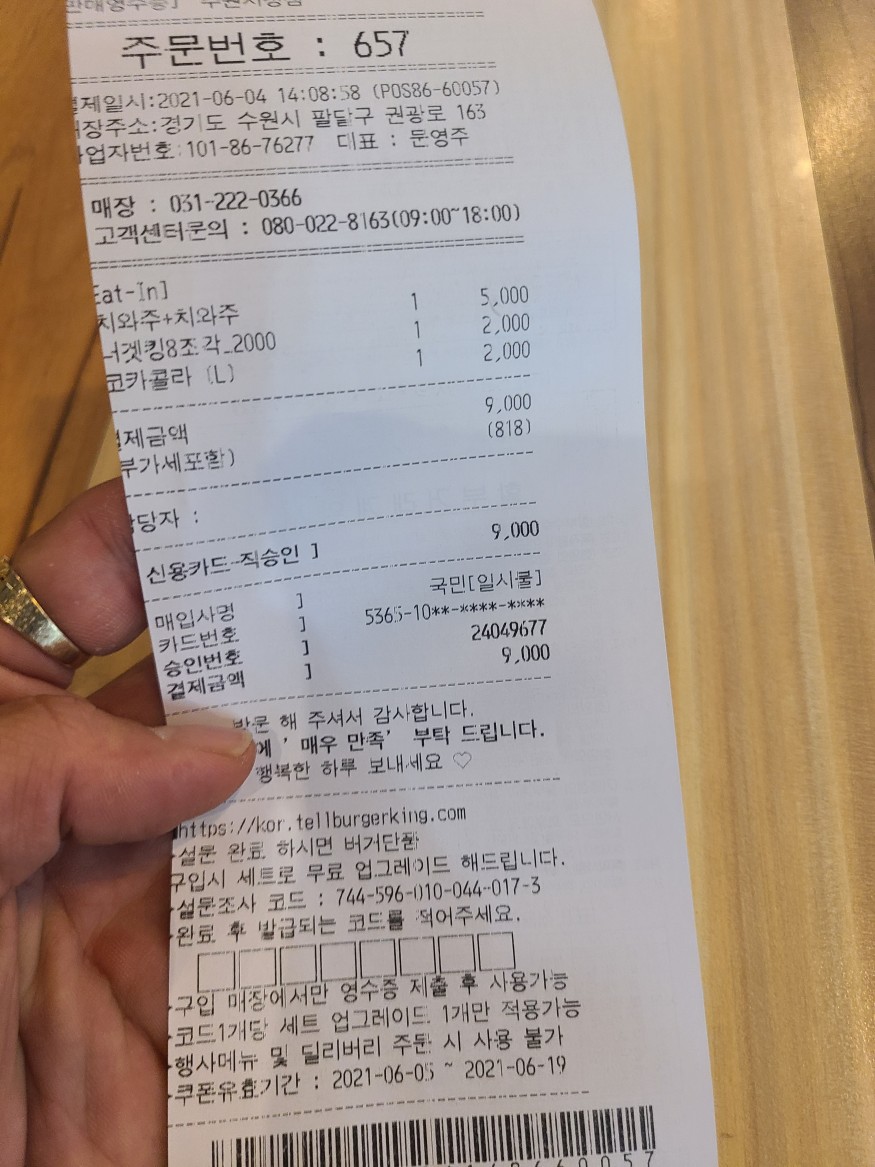 주문번호 : 657
제일시:2021-06-04 14:08:58 (POS86-60057)
장주소:경기도 수원시 팔달구 권광로 163
업자번호:101-86-76277 대표 : 문영주
매장 : 031-222-0366
고객센터문의 : 080-022-8163(09:00~18:00)
Eat-In]
치와주+치와주 1 5,000
너겟킹8조각_2000 1 2,000
코카콜라 (L) 1 2,000
제금액 9,000
부가세포함) (818)
당자 :
신용카드-직승인 ] 9,000
매입사명 ] 국민[일시불]
카드번호 ] 5365-10**-****-****
승인번호 ] 24049677
결제금액 ] 9,000
방문 해 주셔서 감사합니다.
에 ' 매우 만족' 부탁 드립니다.
행복한 하루 보내세요 ♡
https://kor.tellburgerking.com
설문 완료 하시면 버거단품
구입시 세트로 무료 업그레이드 해드립니다.
설문조사 코드 : 744-596-010-044-017-3
완료 후 발급되는 코드를 적어주세요.
구입 매장에서만 영수증 제출 후 사용가능
코드1개당 세트 업그레이드 1개만 적용가능
행사메뉴 및 딜리버리 주문 시 사용 불가
쿠폰유효기간 : 2021-06-05 ~ 2021-06-19